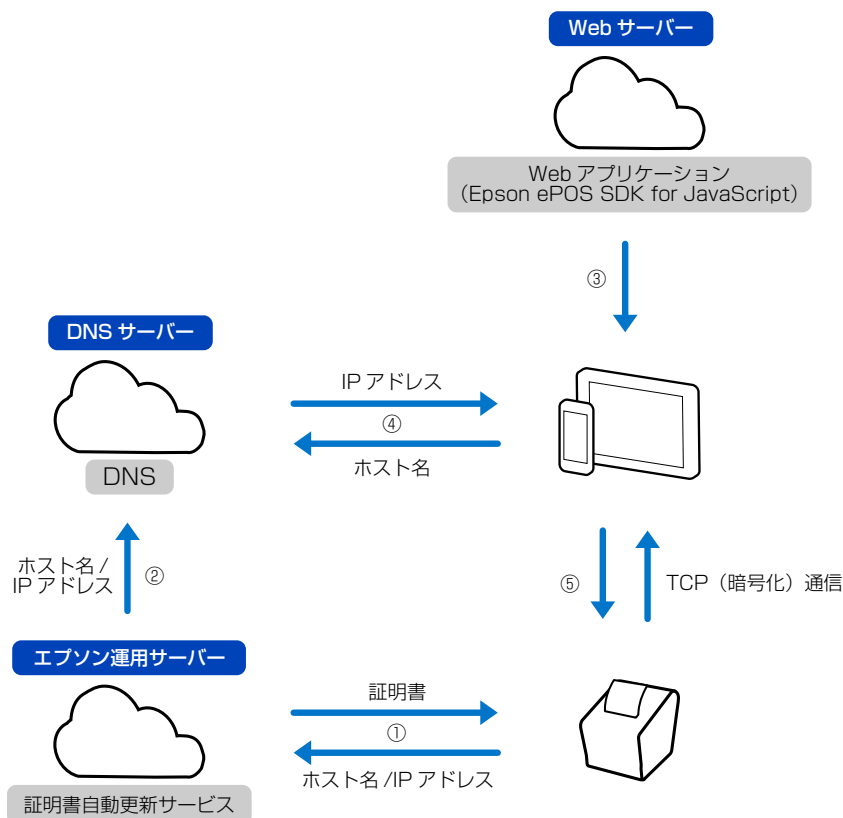 Web サーバー
Web アプリケーション
（Epson ePOS SDK for JavaScript）
③
DNS サーバー
IP アドレス
④
ホスト名
DNS
ホスト名 /
IP アドレス
②
⑤
TCP（暗号化）通信
エプソン運用サーバー
証明書
①
ホスト名 /IP アドレス
証明書自動更新サービス